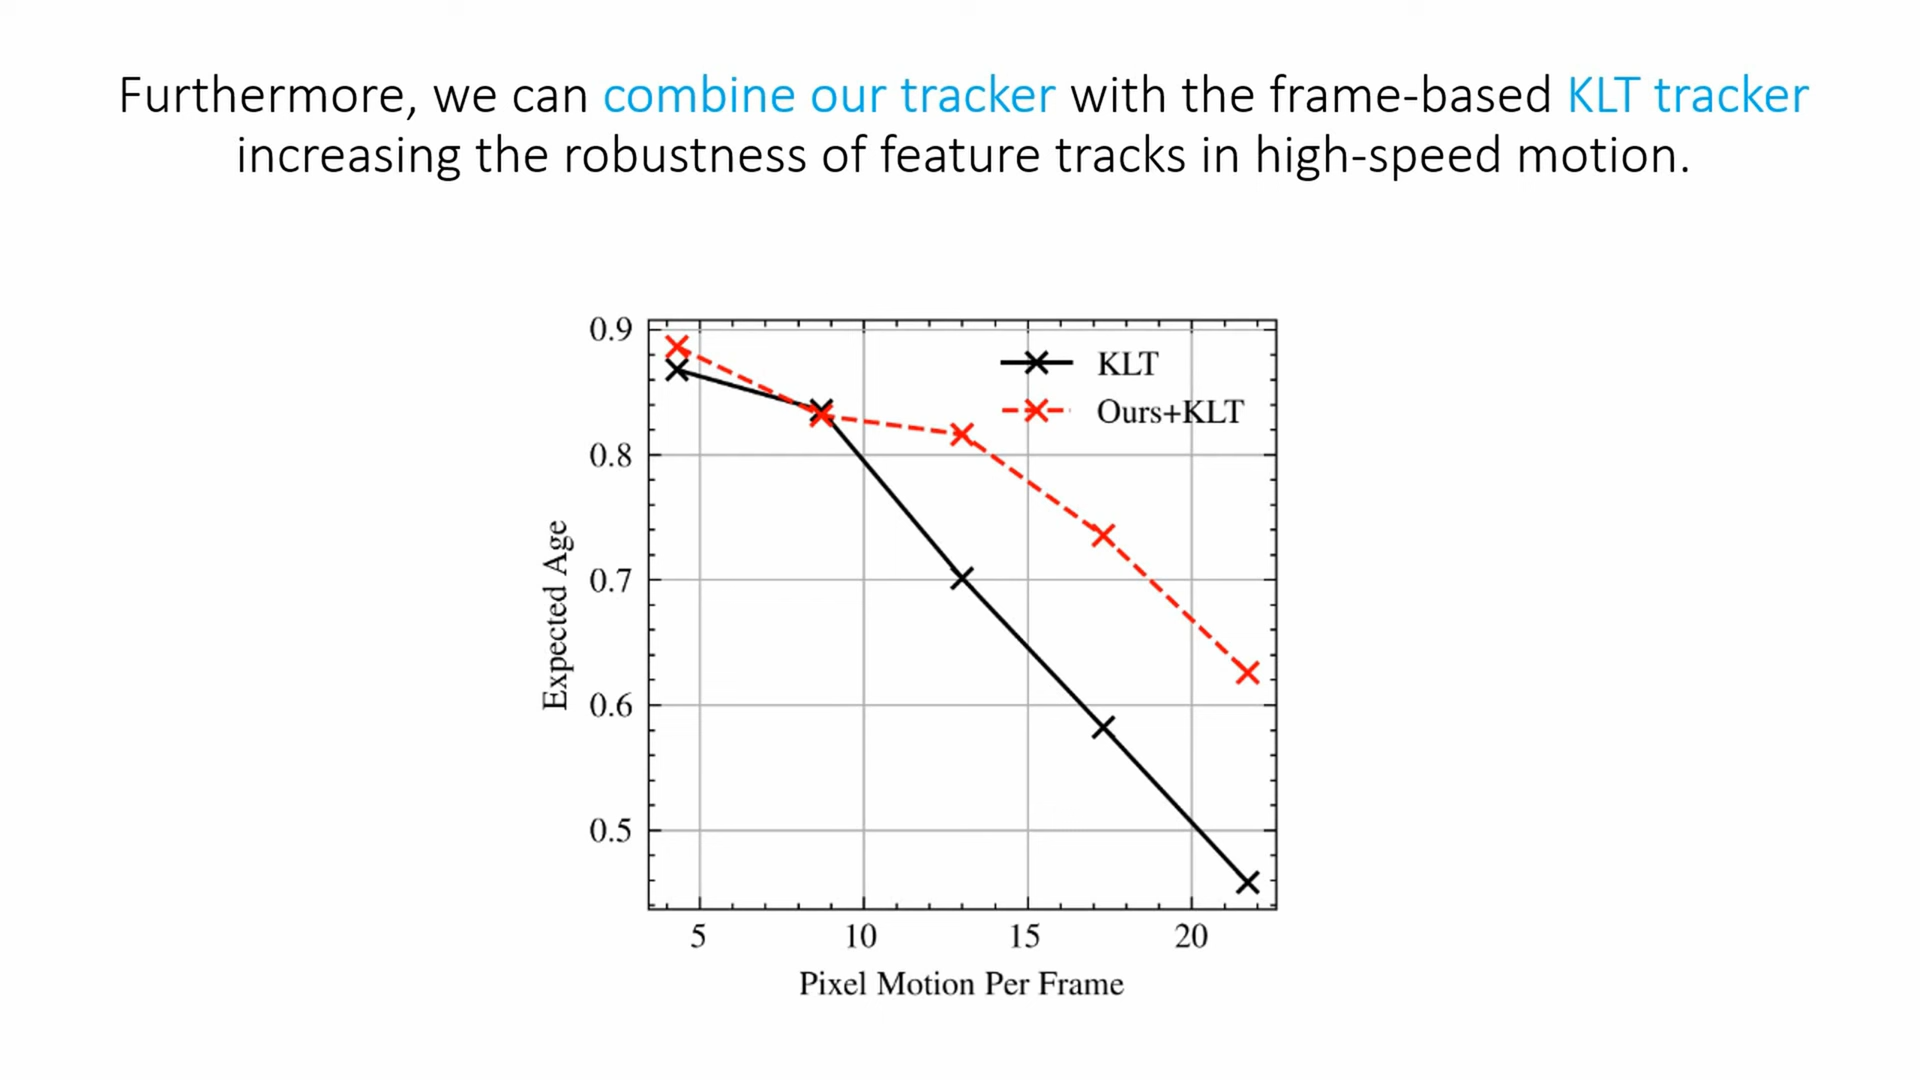 Furthermore, we can combine our tracker with the frame-based KLT tracker
increasing the robustness of feature tracks in high-speed motion.
KLT
Ours+KLT
0.9
0.8
0.7
0.6
0.5
Expected Age
5 10 15 20
Pixel Motion Per Frame